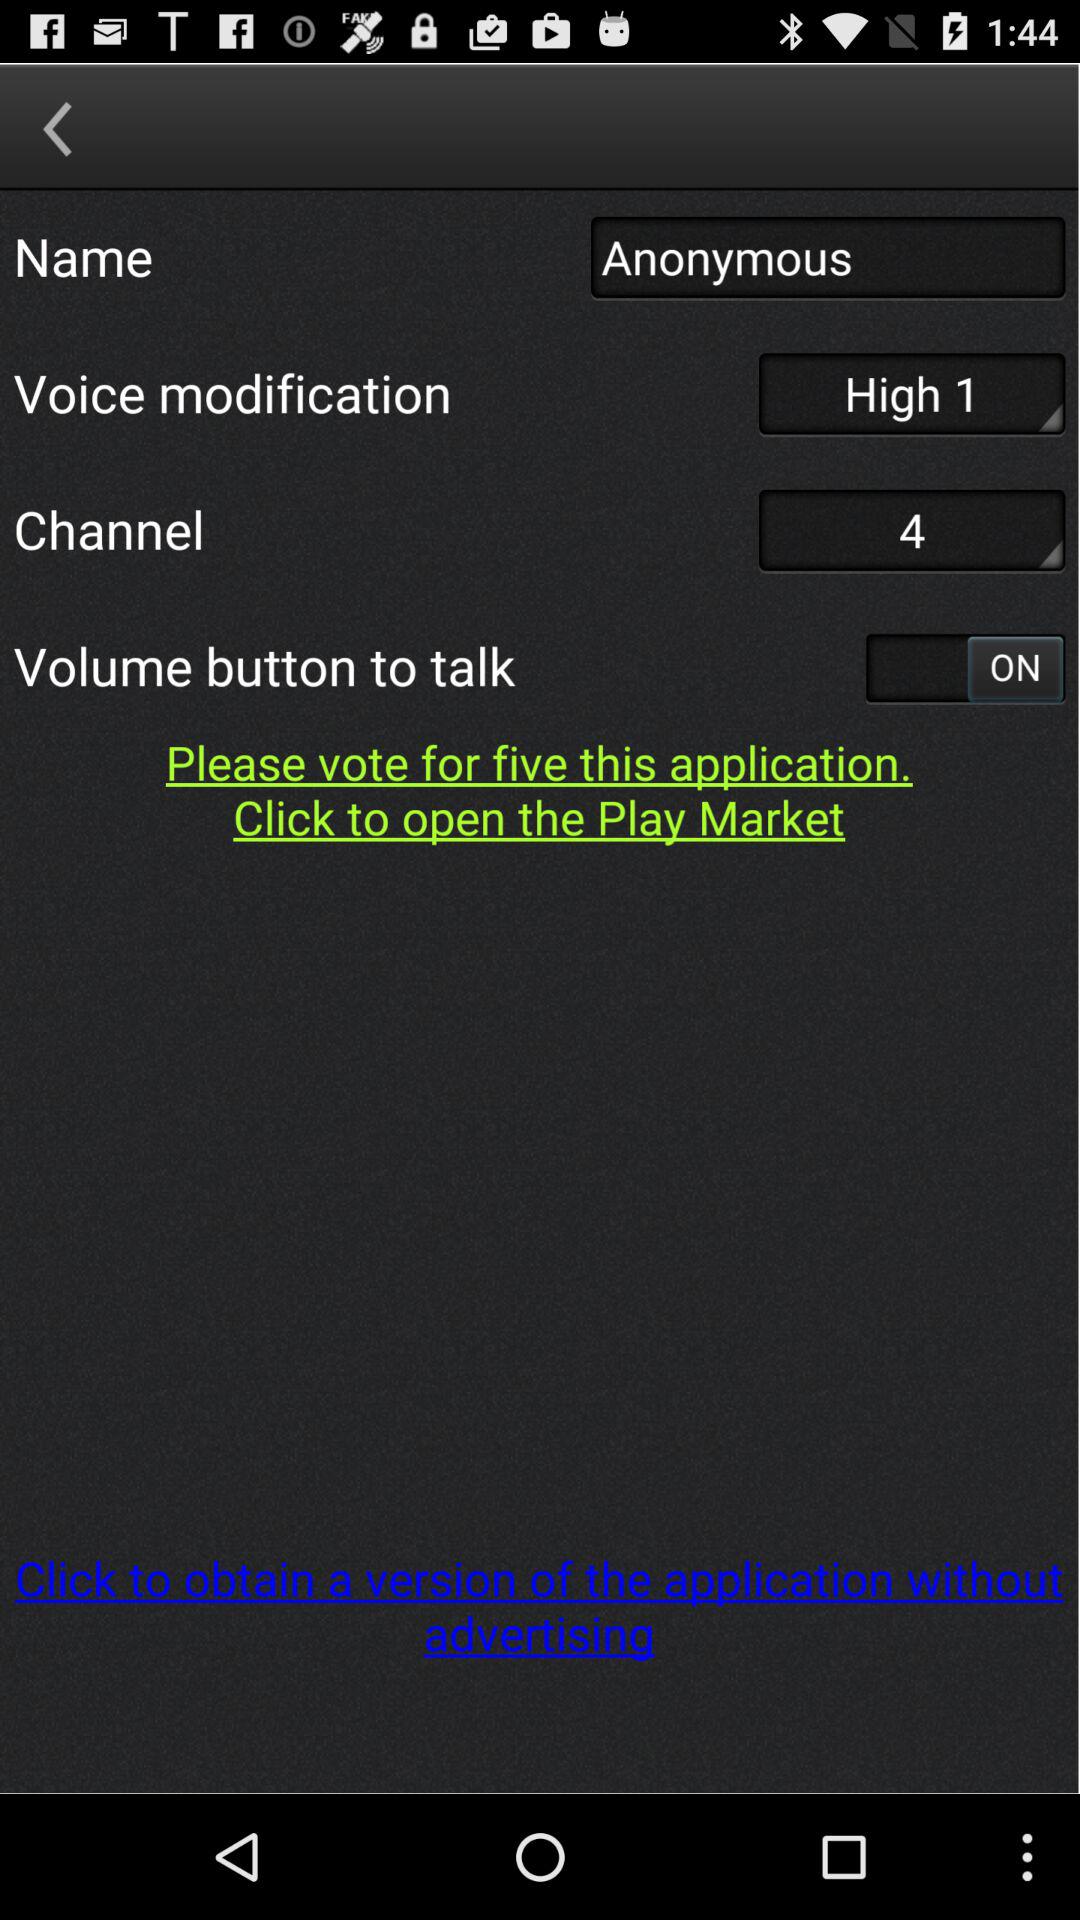 FAKE 1:44
Name Anonymous
Voice modification High 1
Channel 4
Volume button to talk ON
Please vote for five this application.
Click to open the Play Market
Click to obtain a version of the application without
advertising